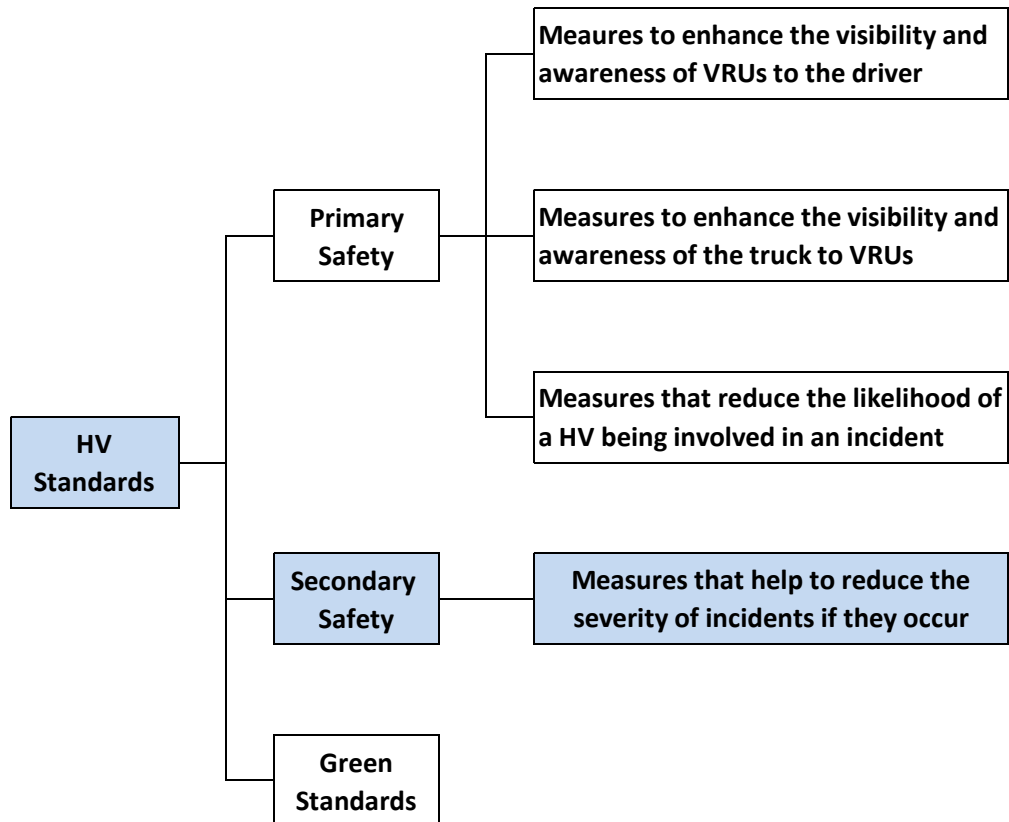 Meaures to enhance the visibility and
awareness of VRUs to the driver
Primary
Safety
Measures to enhance the visibility and
awareness of the truck to VRUs
Measures that reduce the likelihood of
a HV being involved in an incident
HV
Standards
Secondary
Safety
Measures that help to reduce the
severity of incidents if they occur
Green
Standards